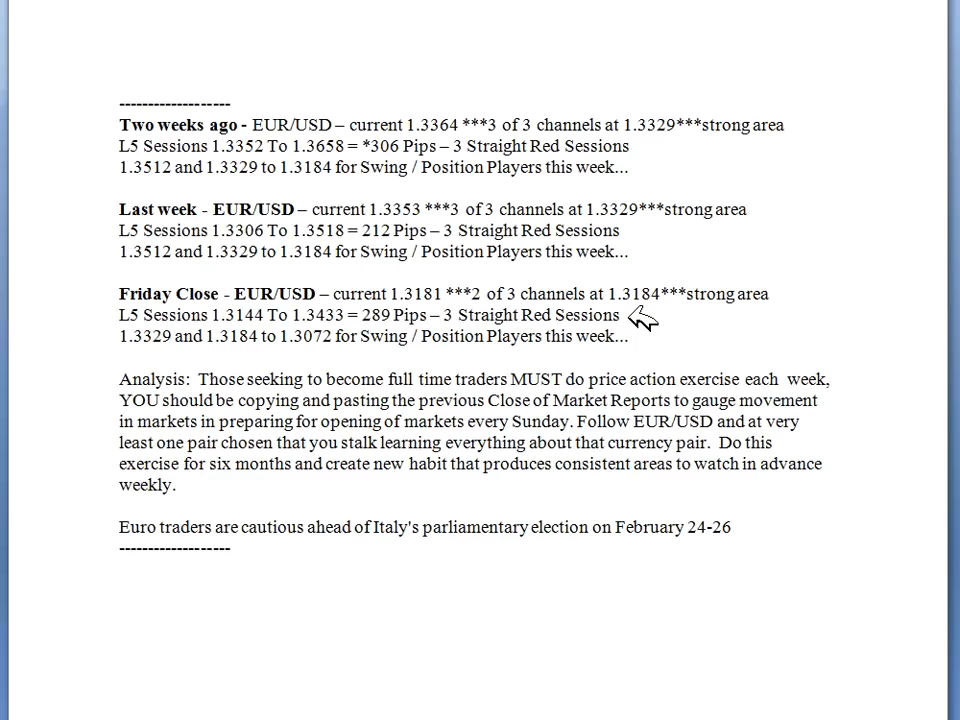 -------------------
Two weeks ago - EUR/USD – current 1.3364 ***3 of 3 channels at 1.3329***strong area
L5 Sessions 1.3352 To 1.3658 = *306 Pips – 3 Straight Red Sessions
1.3512 and 1.3329 to 1.3184 for Swing / Position Players this week...
Last week - EUR/USD – current 1.3353 ***3 of 3 channels at 1.3329***strong area
L5 Sessions 1.3306 To 1.3518 = 212 Pips – 3 Straight Red Sessions
1.3512 and 1.3329 to 1.3184 for Swing / Position Players this week...
Friday Close - EUR/USD – current 1.3181 ***2 of 3 channels at 1.3184***strong area
L5 Sessions 1.3144 To 1.3433 = 289 Pips – 3 Straight Red Sessions
1.3329 and 1.3184 to 1.3072 for Swing / Position Players this week...
Analysis: Those seeking to become full time traders MUST do price action exercise each week,
YOU should be copying and pasting the previous Close of Market Reports to gauge movement
in markets in preparing for opening of markets every Sunday. Follow EUR/USD and at very
least one pair chosen that you stalk learning everything about that currency pair. Do this
exercise for six months and create new habit that produces consistent areas to watch in advance
weekly.
Euro traders are cautious ahead of Italy's parliamentary election on February 24-26
-------------------